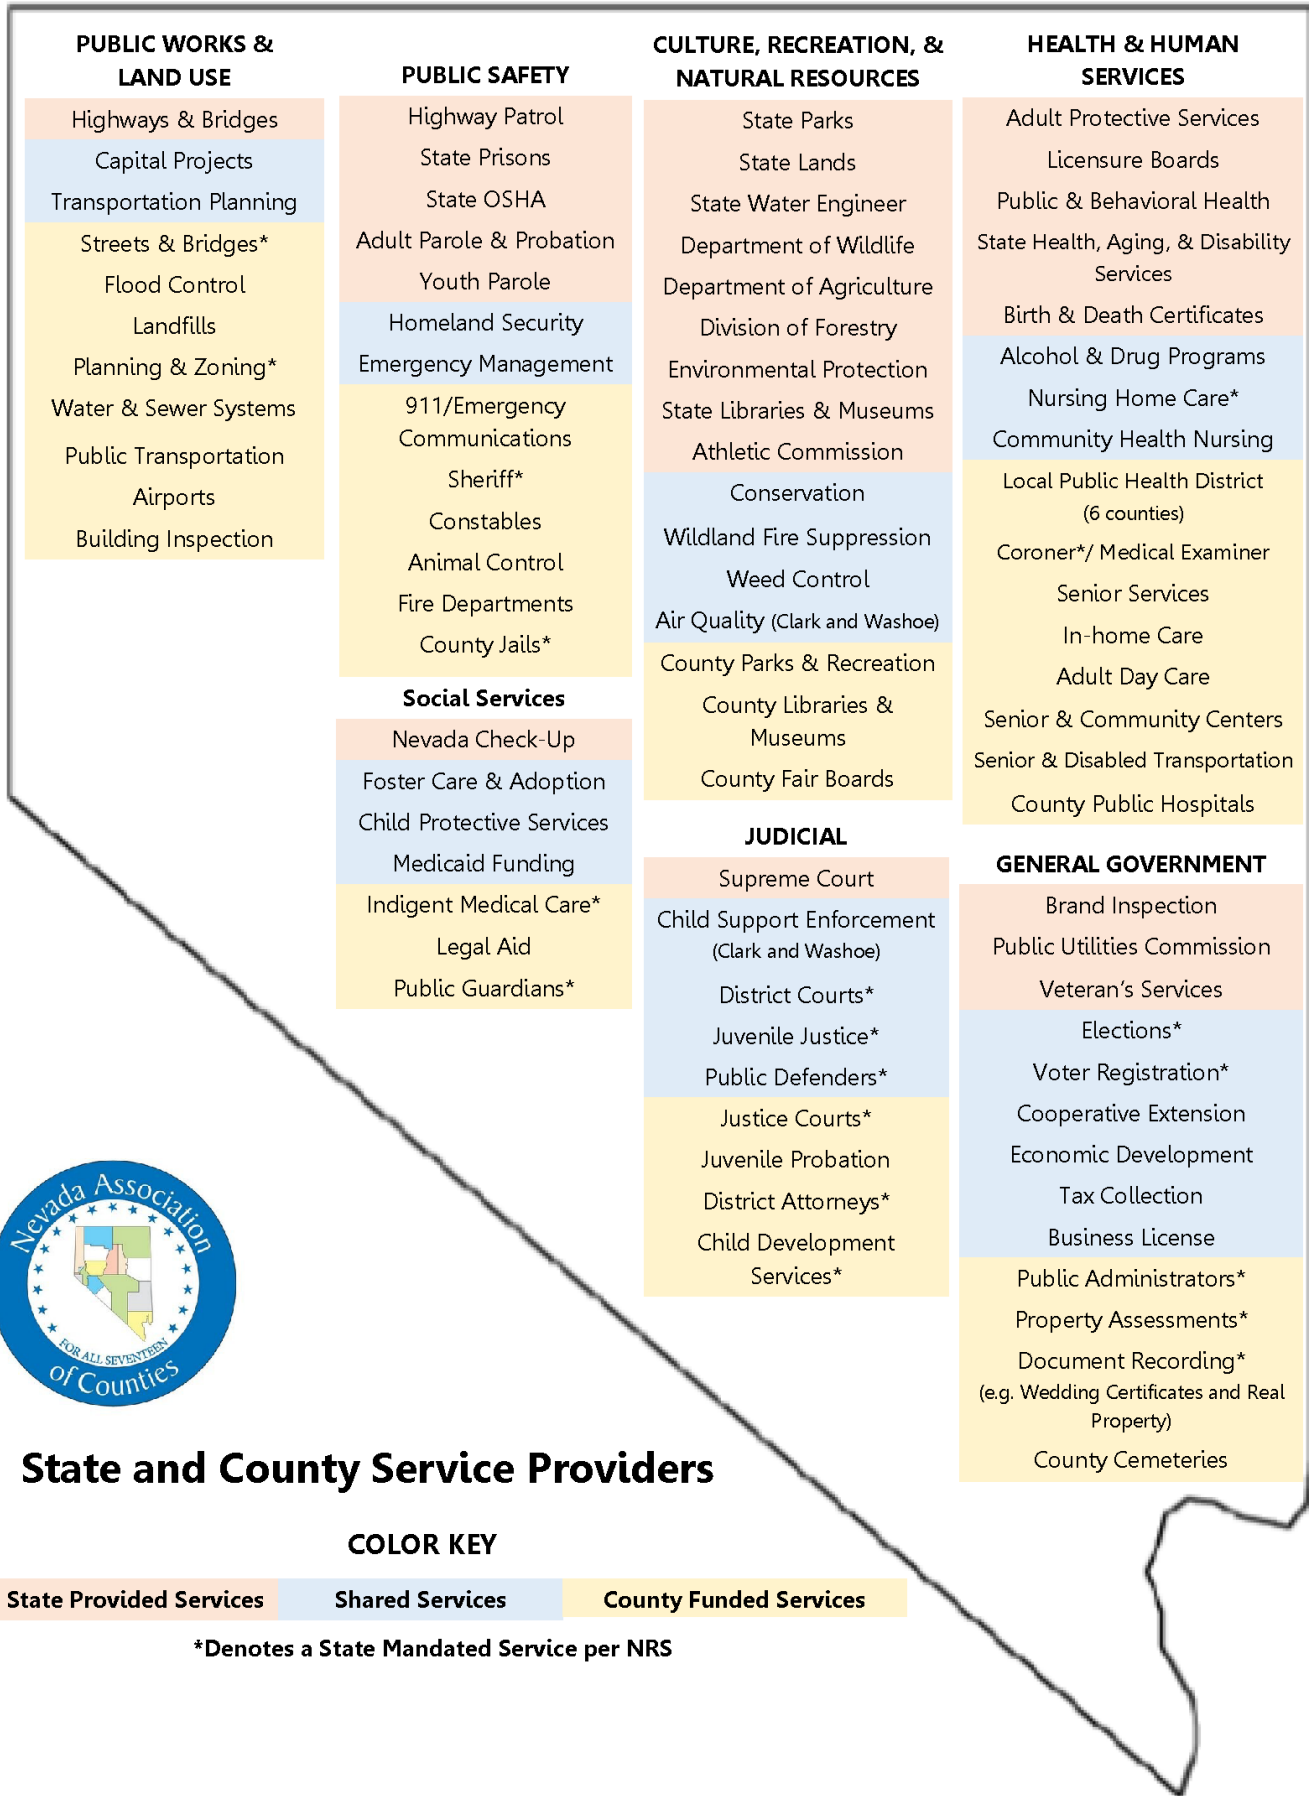 PUBLIC WORKS &
LAND USE
Highways & Bridges
Capital Projects
Transportation Planning
Streets & Bridges*
Flood Control
Landfills
Planning & Zoning*
Water & Sewer Systems
Public Transportation
Airports
Building Inspection
PUBLIC SAFETY
Highway Patrol
State Prisons
State OSHA
Adult Parole & Probation
Youth Parole
Homeland Security
Emergency Management
911/Emergency
Communications
Sheriff*
Constables
Animal Control
Fire Departments
County Jails*
Social Services
Nevada Check-Up
Foster Care & Adoption
Child Protective Services
Medicaid Funding
Indigent Medical Care*
Legal Aid
Public Guardians*
CULTURE, RECREATION, &
NATURAL RESOURCES
State Parks
State Lands
State Water Engineer
Department of Wildlife
Department of Agriculture
Division of Forestry
Environmental Protection
State Libraries & Museums
Athletic Commission
Conservation
Wildland Fire Suppression
Weed Control
Air Quality (Clark and Washoe)
County Parks & Recreation
County Libraries &
Museums
County Fair Boards
JUDICIAL
Supreme Court
Child Support Enforcement
(Clark and Washoe)
District Courts*
Juvenile Justice*
Public Defenders*
Justice Courts*
Juvenile Probation
District Attorneys*
Child Development
Services*
HEALTH & HUMAN
SERVICES
Adult Protective Services
Licensure Boards
Public & Behavioral Health
State Health, Aging, & Disability
Services
Birth & Death Certificates
Alcohol & Drug Programs
Nursing Home Care*
Community Health Nursing
Local Public Health District
(6 counties)
Coroner*/ Medical Examiner
Senior Services
In-home Care
Adult Day Care
Senior & Community Centers
Senior & Disabled Transportation
County Public Hospitals
GENERAL GOVERNMENT
Brand Inspection
Public Utilities Commission
Veteran's Services
Elections*
Voter Registration*
Cooperative Extension
Economic Development
Tax Collection
Business License
Public Administrators*
Property Assessments*
Document Recording*
(e.g. Wedding Certificates and Real
Property)
County Cemeteries
Nevada Association
FOR ALL SEVENTEEN
of Counties
State and County Service Providers
COLOR KEY
State Provided Services
Shared Services
County Funded Services
*Denotes a State Mandated Service per NRS